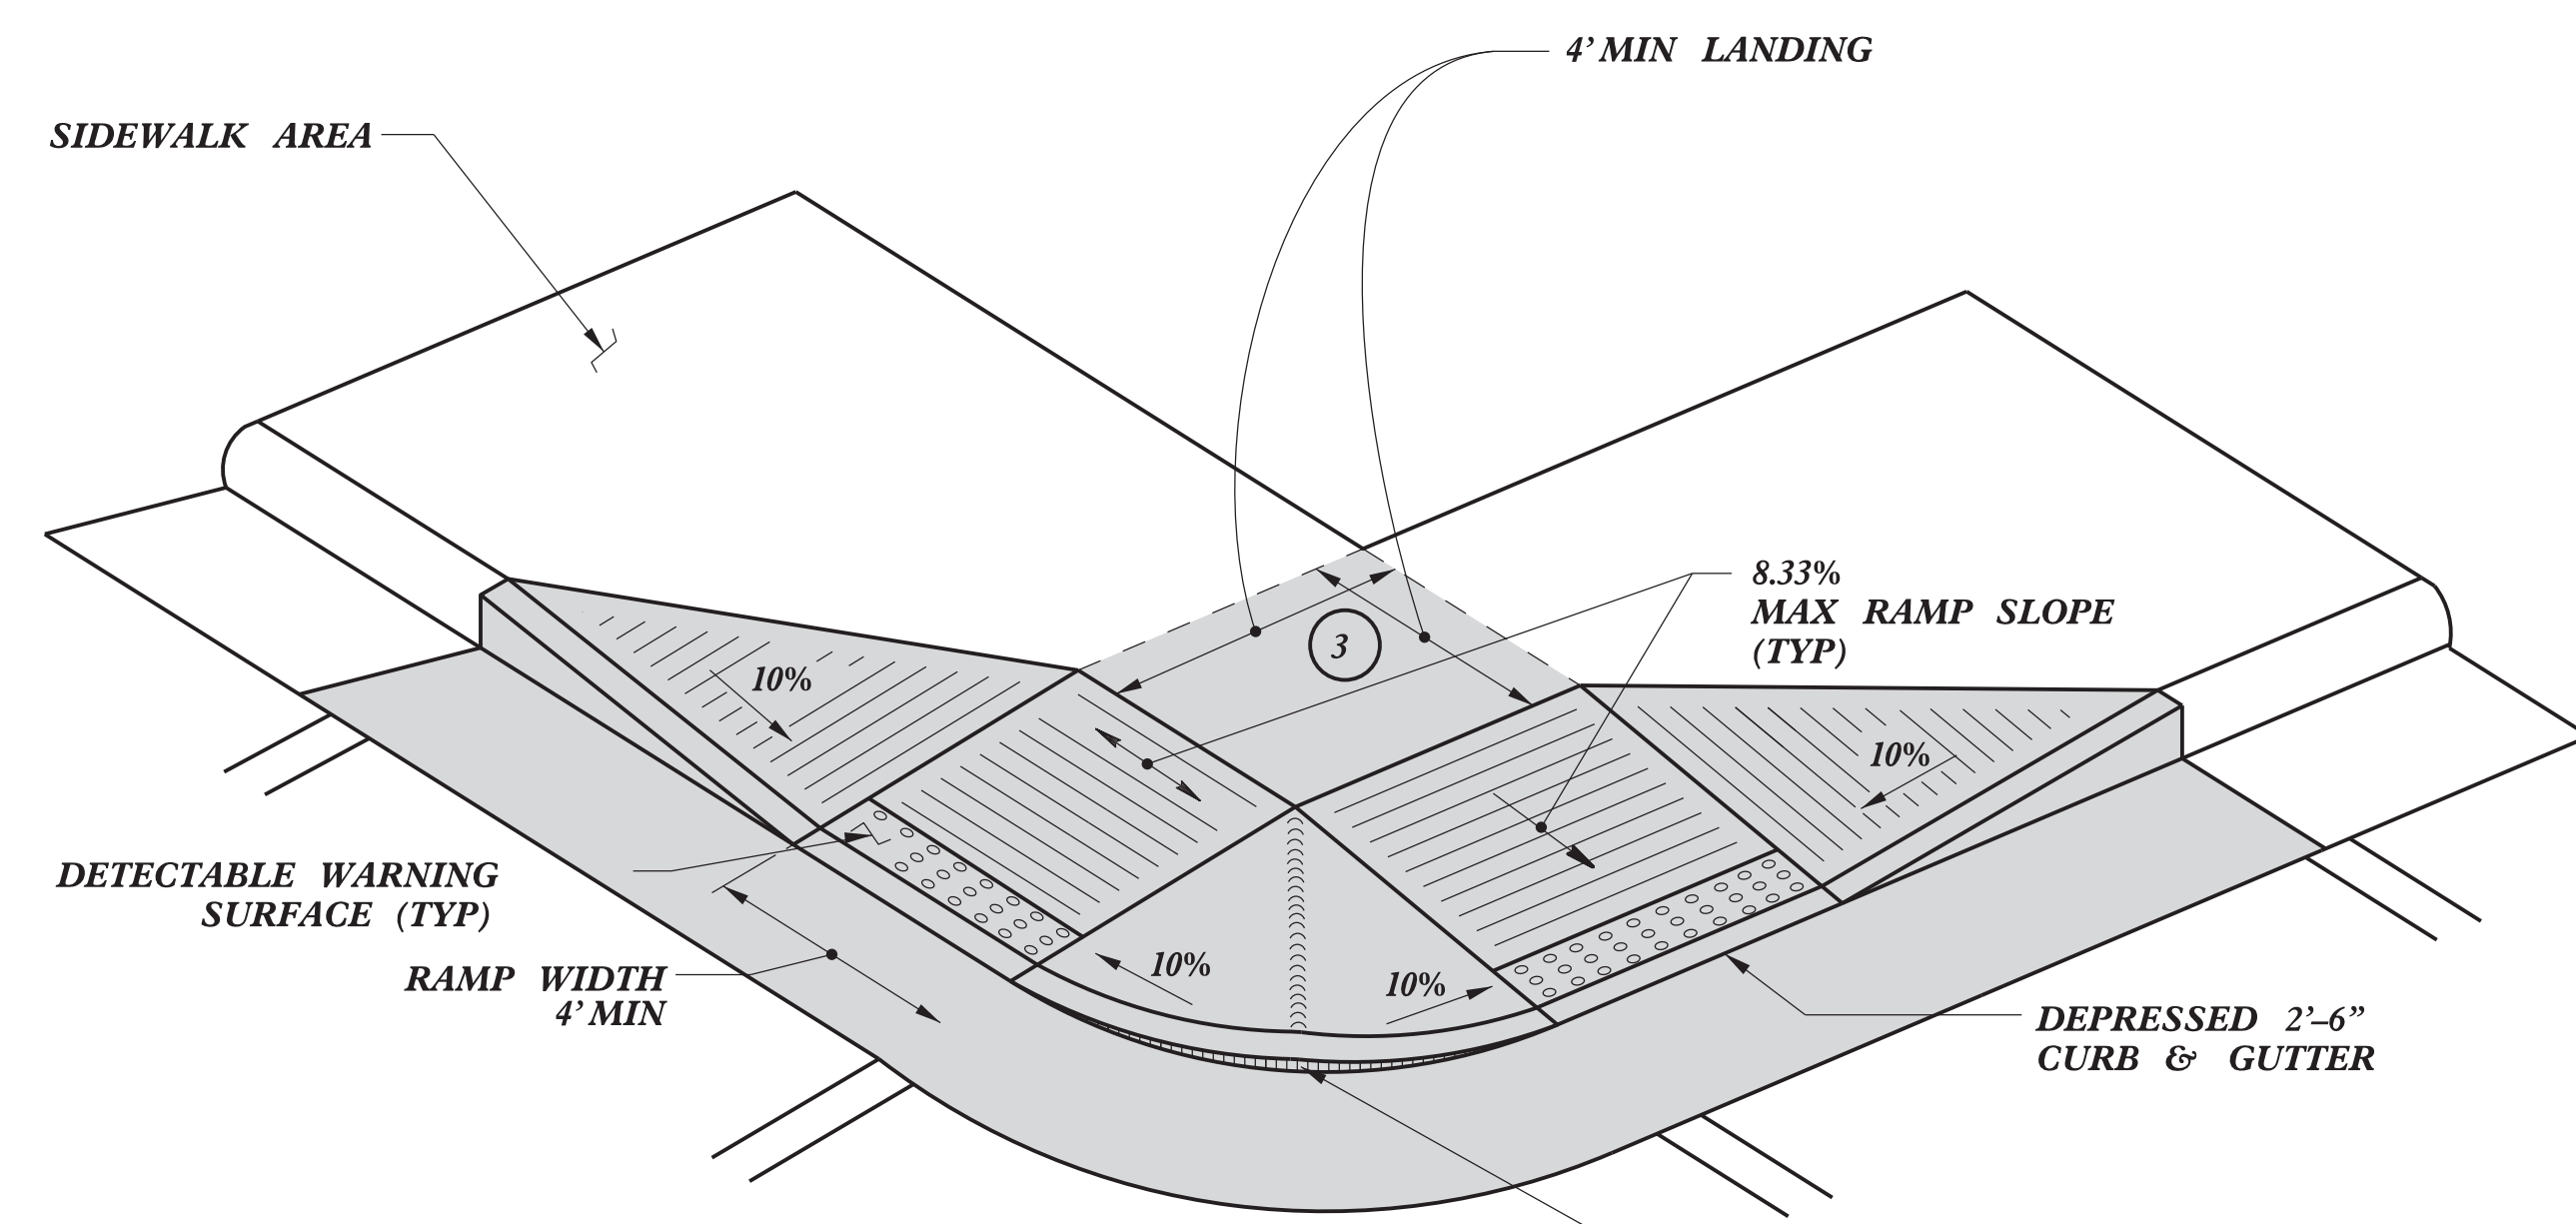 4’ MIN LANDING
SIDEWALK AREA
8.33%
MAX RAMP SLOPE
(TYP)
3
10%
10%
DETECTABLE WARNING
SURFACE (TYP)
RAMP WIDTH
4’ MIN
10%
10%
DEPRESSED 2’–6”
CURB & GUTTER